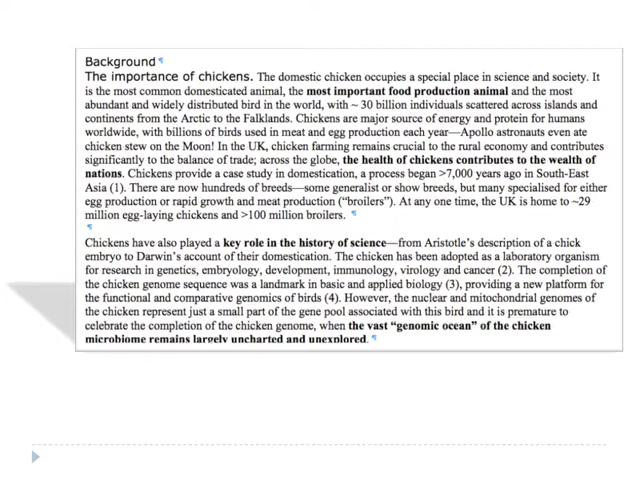 Background
The importance of chickens. The domestic chicken occupies a special place in science and society. It
is the most common domesticated animal, the most important food production animal and the most
abundant and widely distributed bird in the world, with ~ 30 billion individuals scattered across islands and
continents from the Arctic to the Falklands. Chickens are major source of energy and protein for humans
worldwide, with billions of birds used in meat and egg production each year—Apollo astronauts even ate
chicken stew on the Moon! In the UK, chicken farming remains crucial to the rural economy and contributes
significantly to the balance of trade; across the globe, the health of chickens contributes to the wealth of
nations. Chickens provide a case study in domestication, a process began >7,000 years ago in South-East
Asia (1). There are now hundreds of breeds—some generalist or show breeds, but many specialised for either
egg production or rapid growth and meat production (“broilers”). At any one time, the UK is home to ~29
million egg-laying chickens and >100 million broilers. ¶
¶
Chickens have also played a key role in the history of science—from Aristotle's description of a chick
embryo to Darwin's account of their domestication. The chicken has been adopted as a laboratory organism
for research in genetics, embryology, development, immunology, virology and cancer (2). The completion of
the chicken genome sequence was a landmark in basic and applied biology (3), providing a new platform for
the functional and comparative genomics of birds (4). However, the nuclear and mitochondrial genomes of
the chicken represent just a small part of the gene pool associated with this bird and it is premature to
celebrate the completion of the chicken genome, when the vast “genomic ocean” of the chicken
microbiome remains largely uncharted and unexplored. ¶